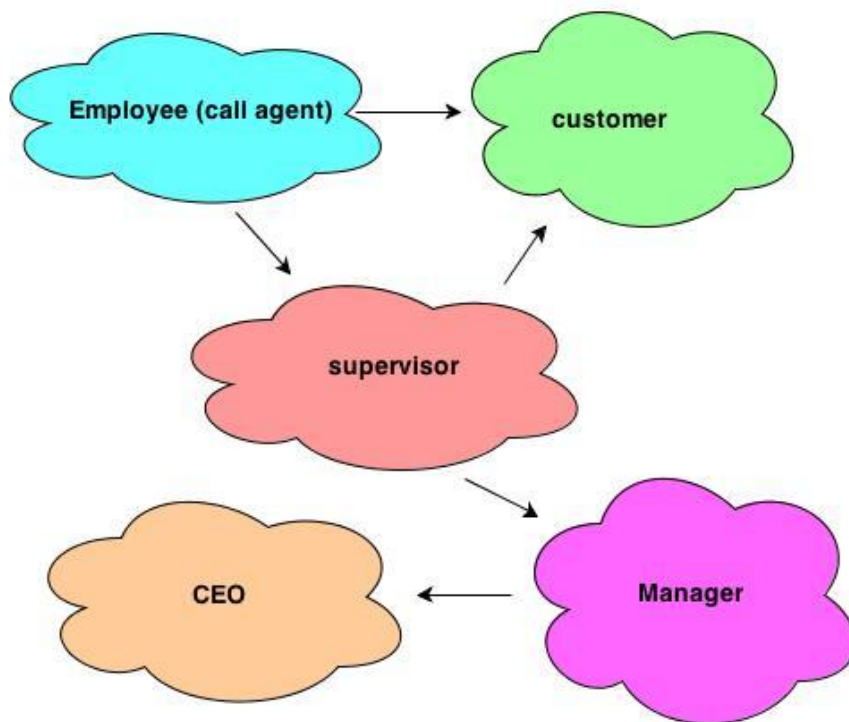 Employee (call agent)
customer
supervisor
CEO
Manager